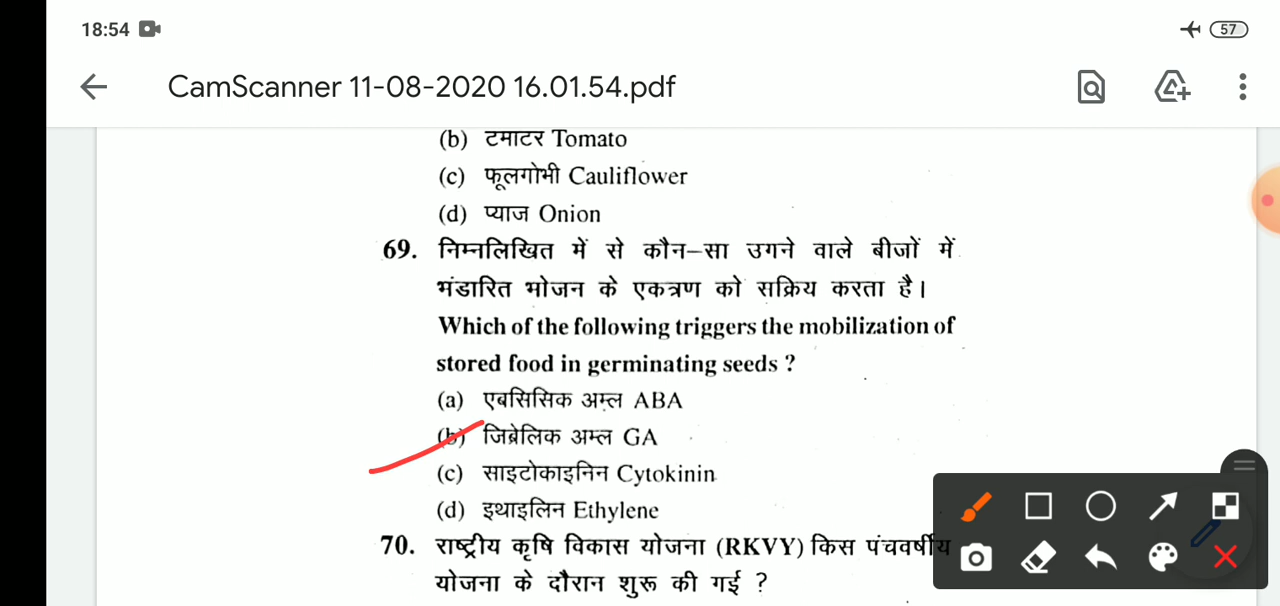 18:54
57
CamScanner 11-08-2020 16.01.54.pdf
(b) टमाटर Tomato
(c) फूलगोभी Cauliflower
(d) प्याज Onion
69. निम्नलिखित में से कौन–सा उगने वाले बीजों में
भंडारित भोजन के एकत्रण को सक्रिय करता है।
Which of the following triggers the mobilization of
stored food in germinating seeds ?
(a) एबसिसिक अम्ल ABA
(b) जिब्रेलिक अम्ल GA
(c) साइटोकाइनिन Cytokinin
(d) इथाइलिन Ethylene
70. राष्ट्रीय कृषि विकास योजना (RKVY) किस पंचवर्षीय
योजना के दौरान शुरू की गई ?